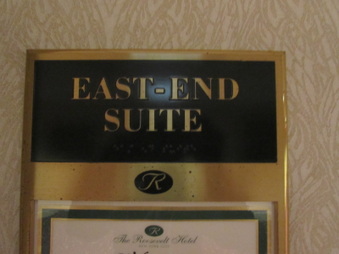 EAST-END
SUITE
R
The Roosevelt Hotel